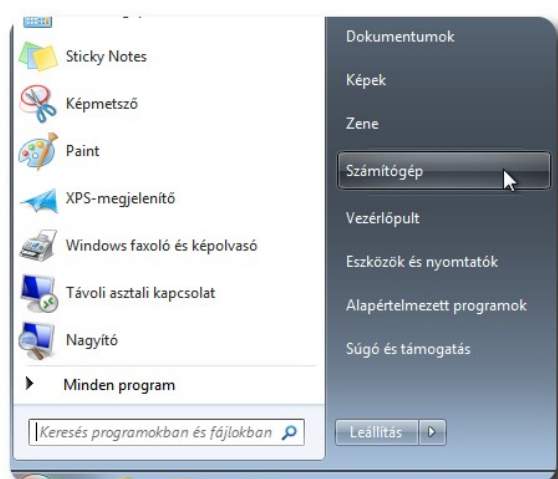 Sticky Notes
Képmetsző
Paint
XPS-megjelenítő
Windows faxoló és képolvasó
Távoli asztali kapcsolat
Nagyító
Minden program
Keresés programokban és fájlokban
Dokumentumok
Képek
Zene
Számítógép
Vezérlőpult
Eszközök és nyomtatók
Alapértelmezett programok
Súgó és támogatás
Leállítás